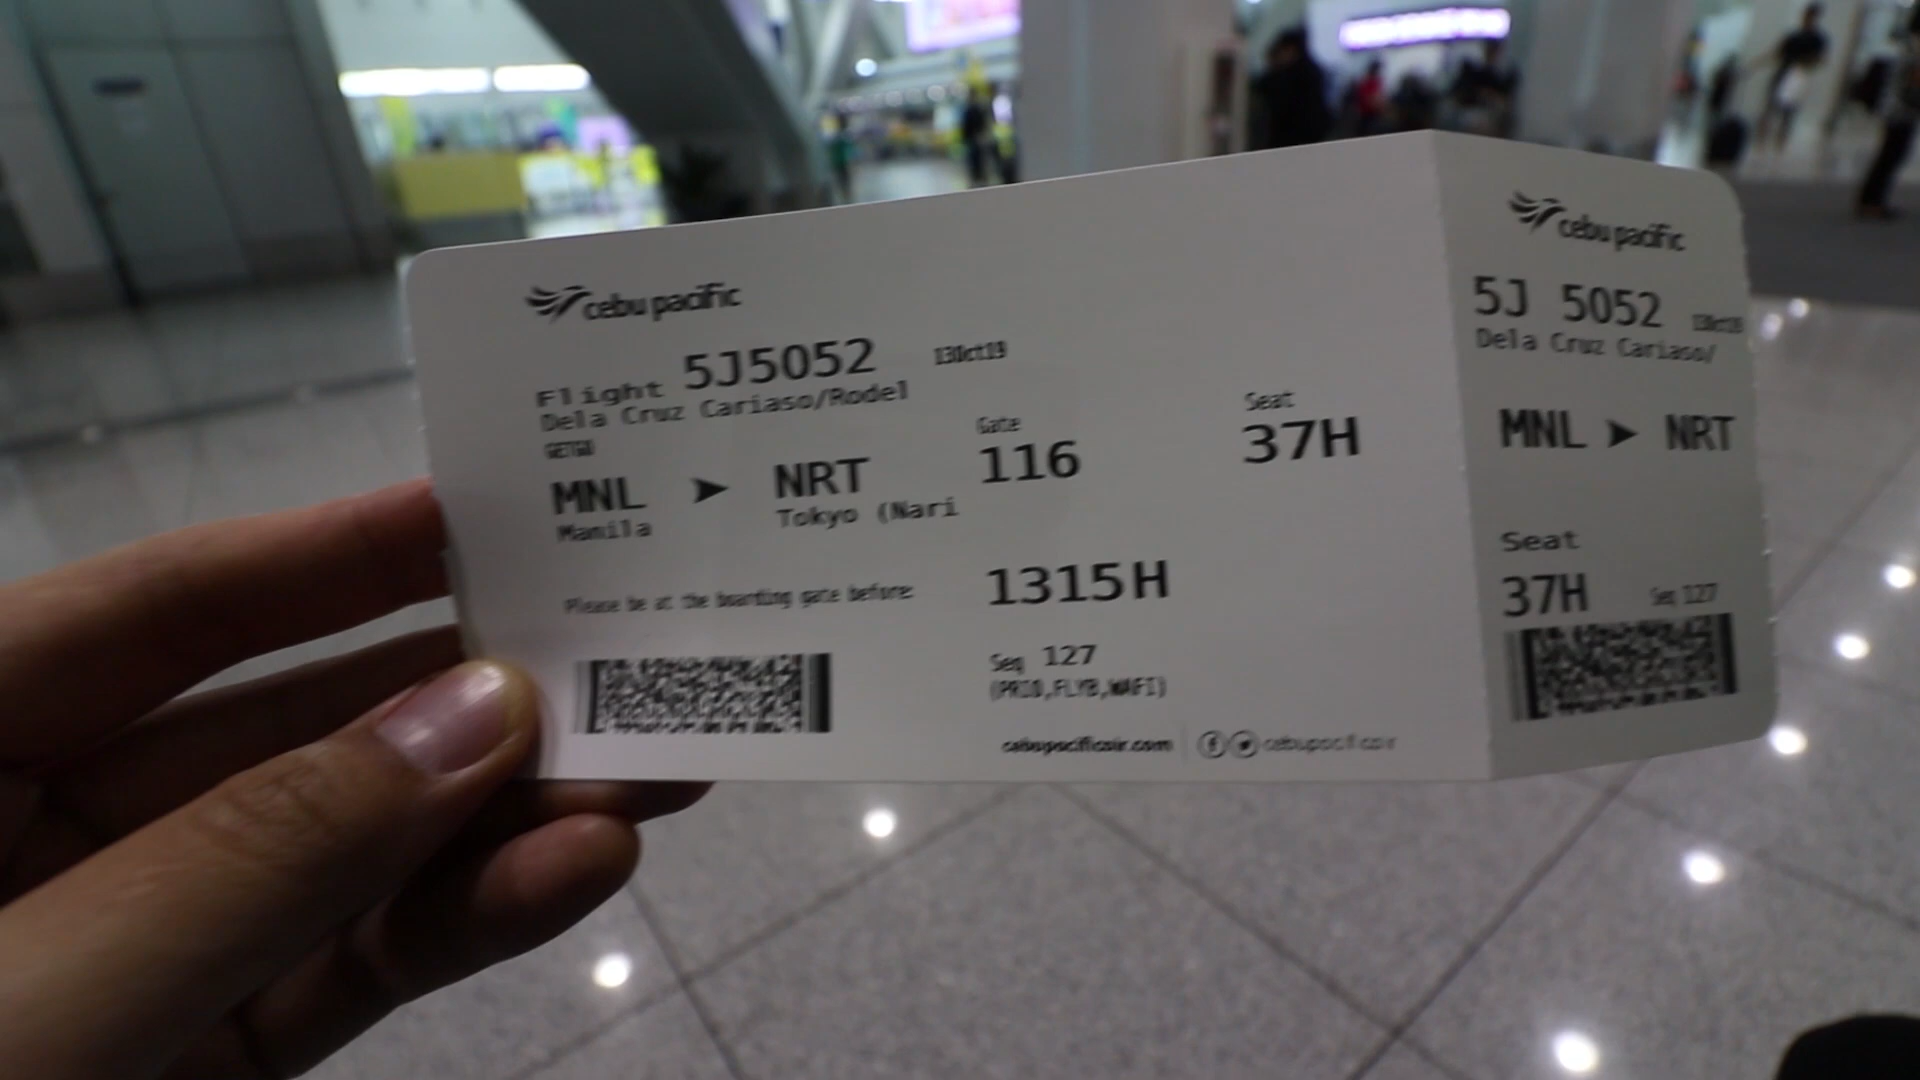 cebu pacific
Flight 5J5052 13Oct19
Dela Cruz Cariaso/Rodel
GETGO
MNL ➤ NRT
Manila Tokyo (Nari
Gate
116
Seat
37H
Please be at the boarding gate before: 1315H
Seq 127
(PRIO,FLYB,WAFI)
cebupacificair.com cebupacificair
cebu pacific
5J 5052 13Oct19
Dela Cruz Cariaso/
MNL ➤ NRT
Seat
37H Seq 127